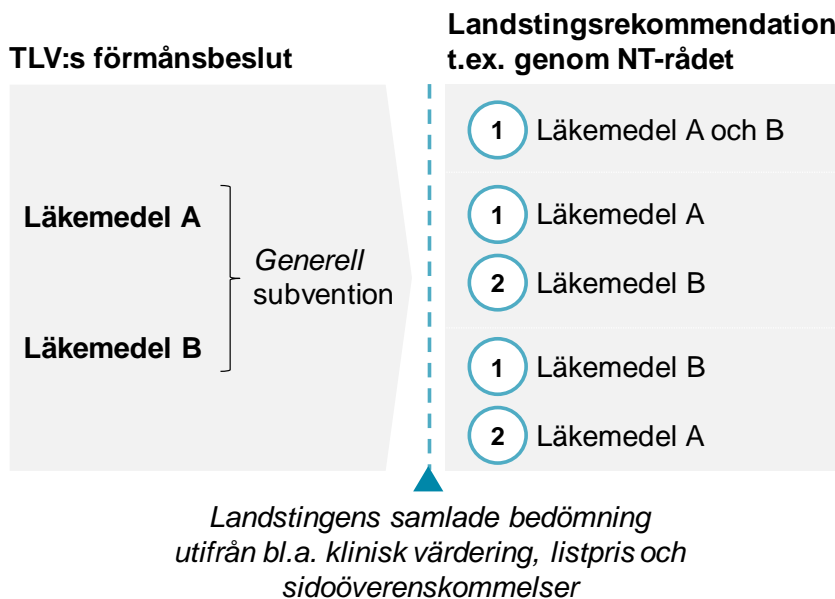 TLV:s förmånsbeslut
Läkemedel A
Läkemedel B
Generell
subvention
Landstingsrekommendation
t.ex. genom NT-rådet
1 Läkemedel A och B
1 Läkemedel A
2 Läkemedel B
1 Läkemedel B
2 Läkemedel A
Landstingens samlade bedömning
utifrån bl.a. klinisk värdering, listpris och
sidoöverenskommelser